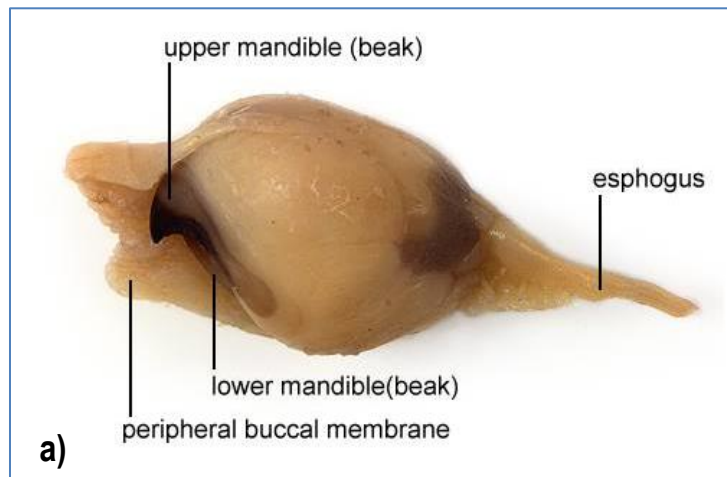 upper mandible (beak)
esphogus
lower mandible(beak)
peripheral buccal membrane
a)